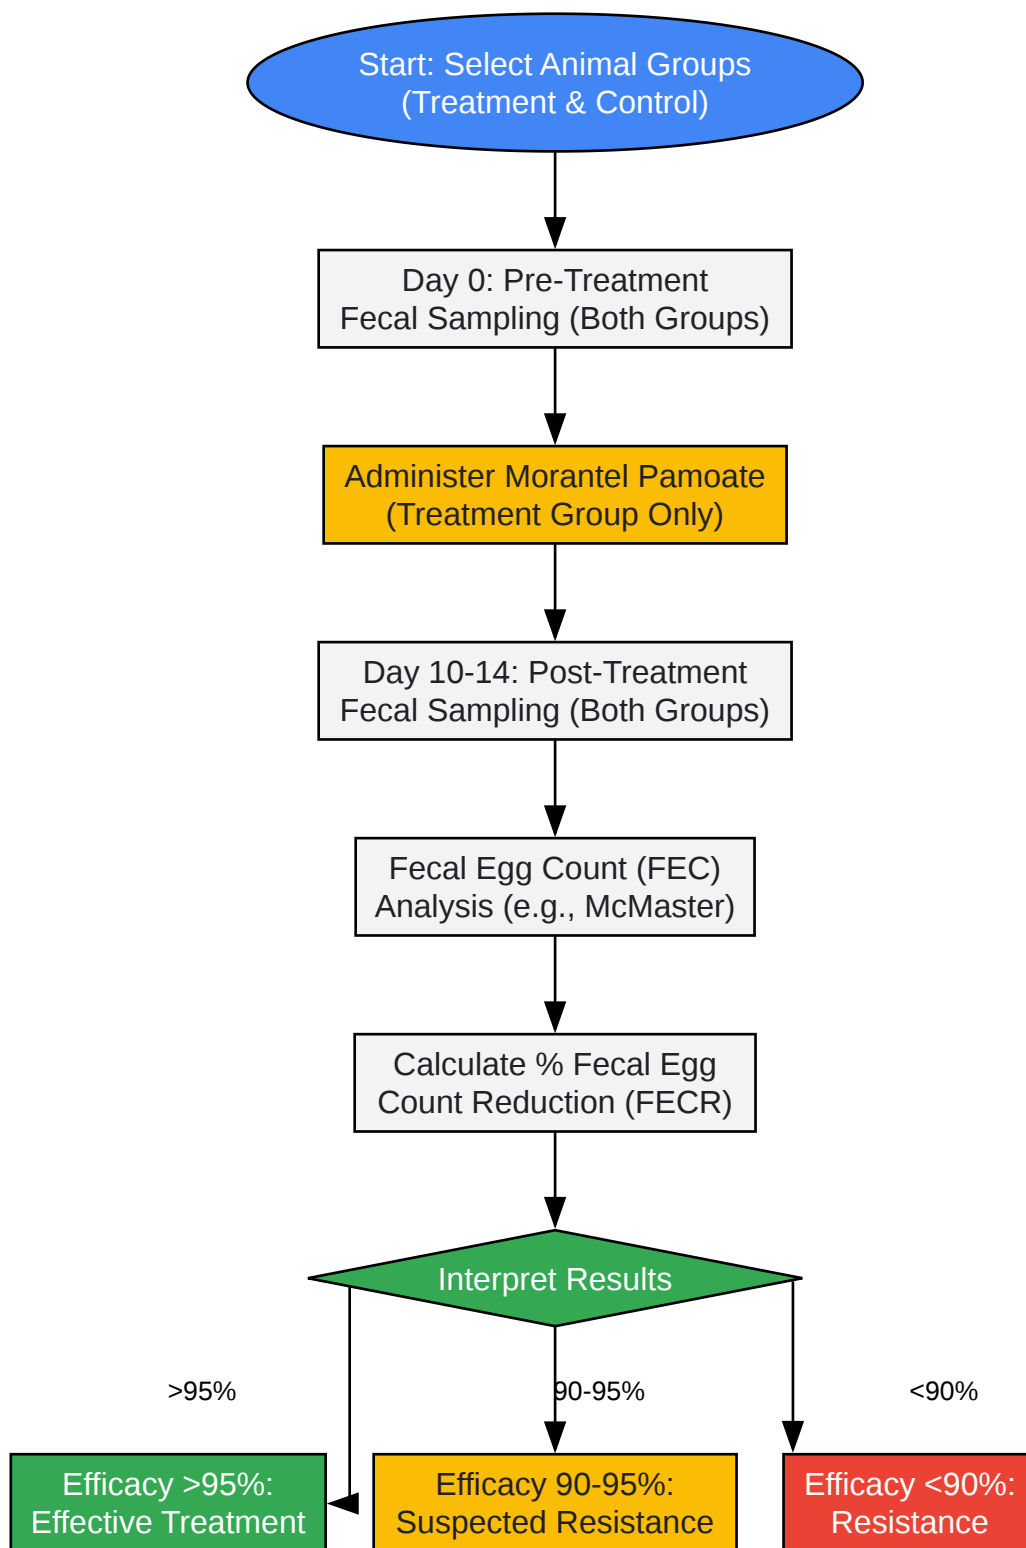 Start: Select Animal Groups
(Treatment & Control)
Day 0: Pre-Treatment
Fecal Sampling (Both Groups)
Administer Morantel Pamoate
(Treatment Group Only)
Day 10-14: Post-Treatment
Fecal Sampling (Both Groups)
Fecal Egg Count (FEC)
Analysis (e.g., McMaster)
Calculate % Fecal Egg
Count Reduction (FECR)
Interpret Results
>95%
90-95%
<90%
Efficacy >95%:
Effective Treatment
Efficacy 90-95%:
Suspected Resistance
Efficacy <90%:
Resistance